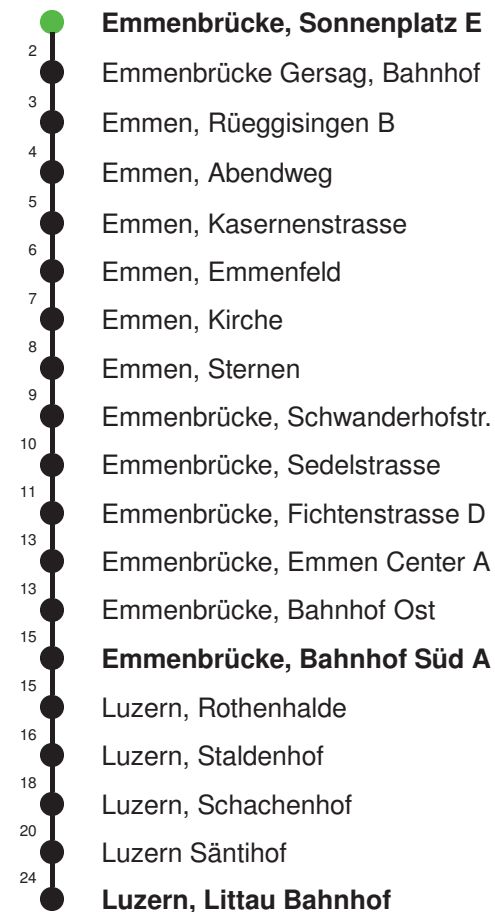 Emmenbrücke, Sonnenplatz E
2
Emmenbrücke Gersag, Bahnhof
3
Emmen, Rüeggisingen B
4
Emmen, Abendweg
5
Emmen, Kasernenstrasse
6
Emmen, Emmenfeld
7
Emmen, Kirche
8
Emmen, Sternen
9
Emmenbrücke, Schwanderhofstr.
10
Emmenbrücke, Sedelstrasse
11
Emmenbrücke, Fichtenstrasse D
13
Emmenbrücke, Emmen Center A
13
Emmenbrücke, Bahnhof Ost
15
Emmenbrücke, Bahnhof Süd A
15
Luzern, Rothenhalde
16
Luzern, Staldenhof
18
Luzern, Schachenhof
20
Luzern Säntihof
24
Luzern, Littau Bahnhof